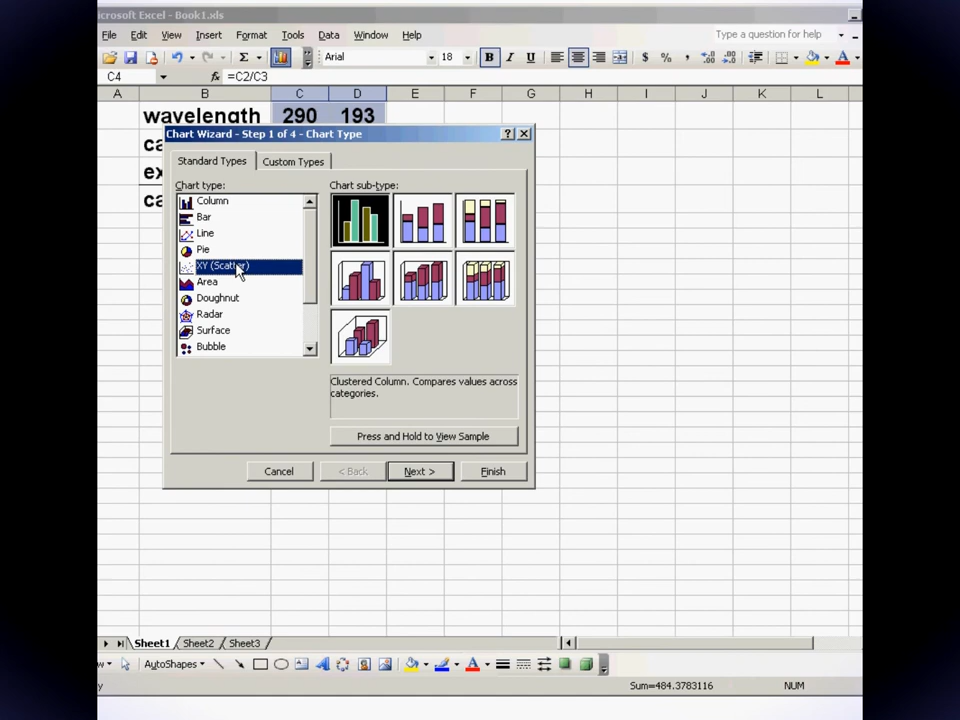 crosoft Excel - Book1.xls
File Edit View Insert Format Tools Data Window Help Type a question for help
Σ Arial 18 B I U $ % , A
C4 fx =C2/C3
A B C D E F G H I J K L
wavelength 290 193
Chart Wizard - Step 1 of 4 - Chart Type
ca
ex
ca
Standard Types Custom Types
Chart type: Chart sub-type:
Column
Bar
Line
Pie
XY (Scatter)
Area
Doughnut
Radar
Surface
Bubble
Clustered Column. Compares values across
categories.
Press and Hold to View Sample
Cancel < Back Next > Finish
Sheet1 Sheet2 Sheet3
w AutoShapes A A
y Sum=484.3783116 NUM